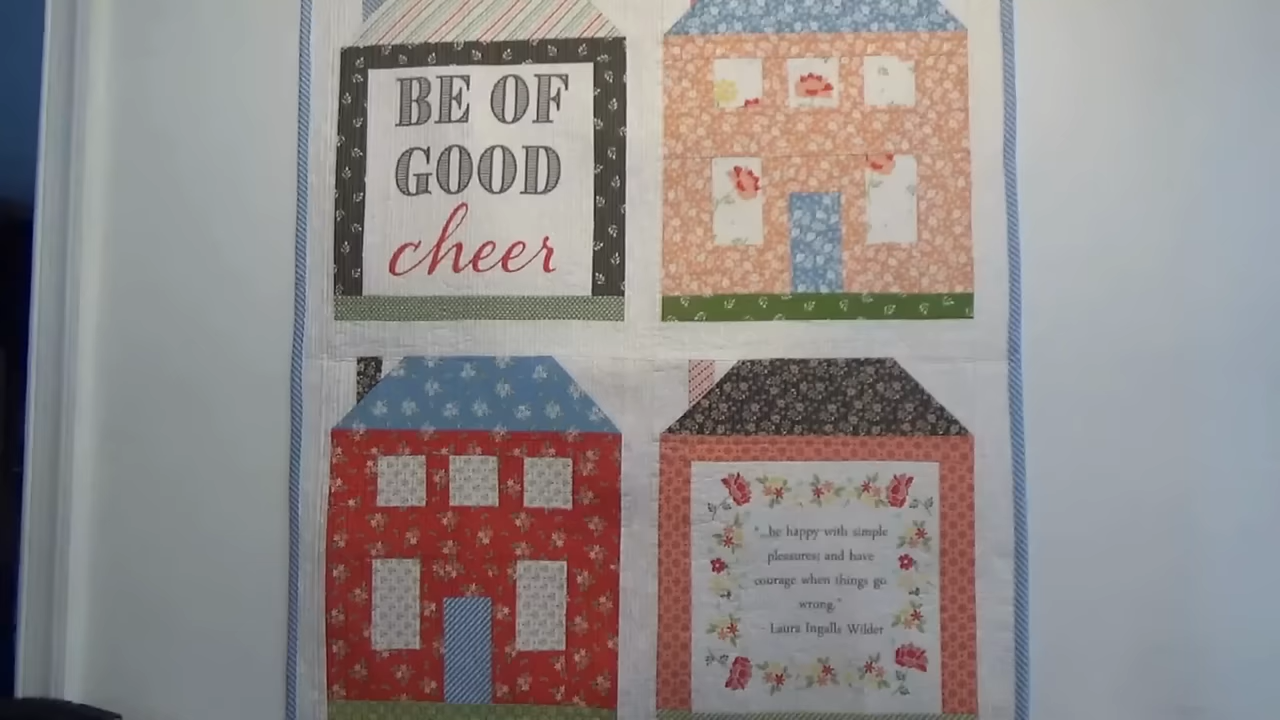 BE OF
GOOD
cheer
"...be happy with simple
pleasures; and have
courage when things go
wrong."
- Laura Ingalls Wilder